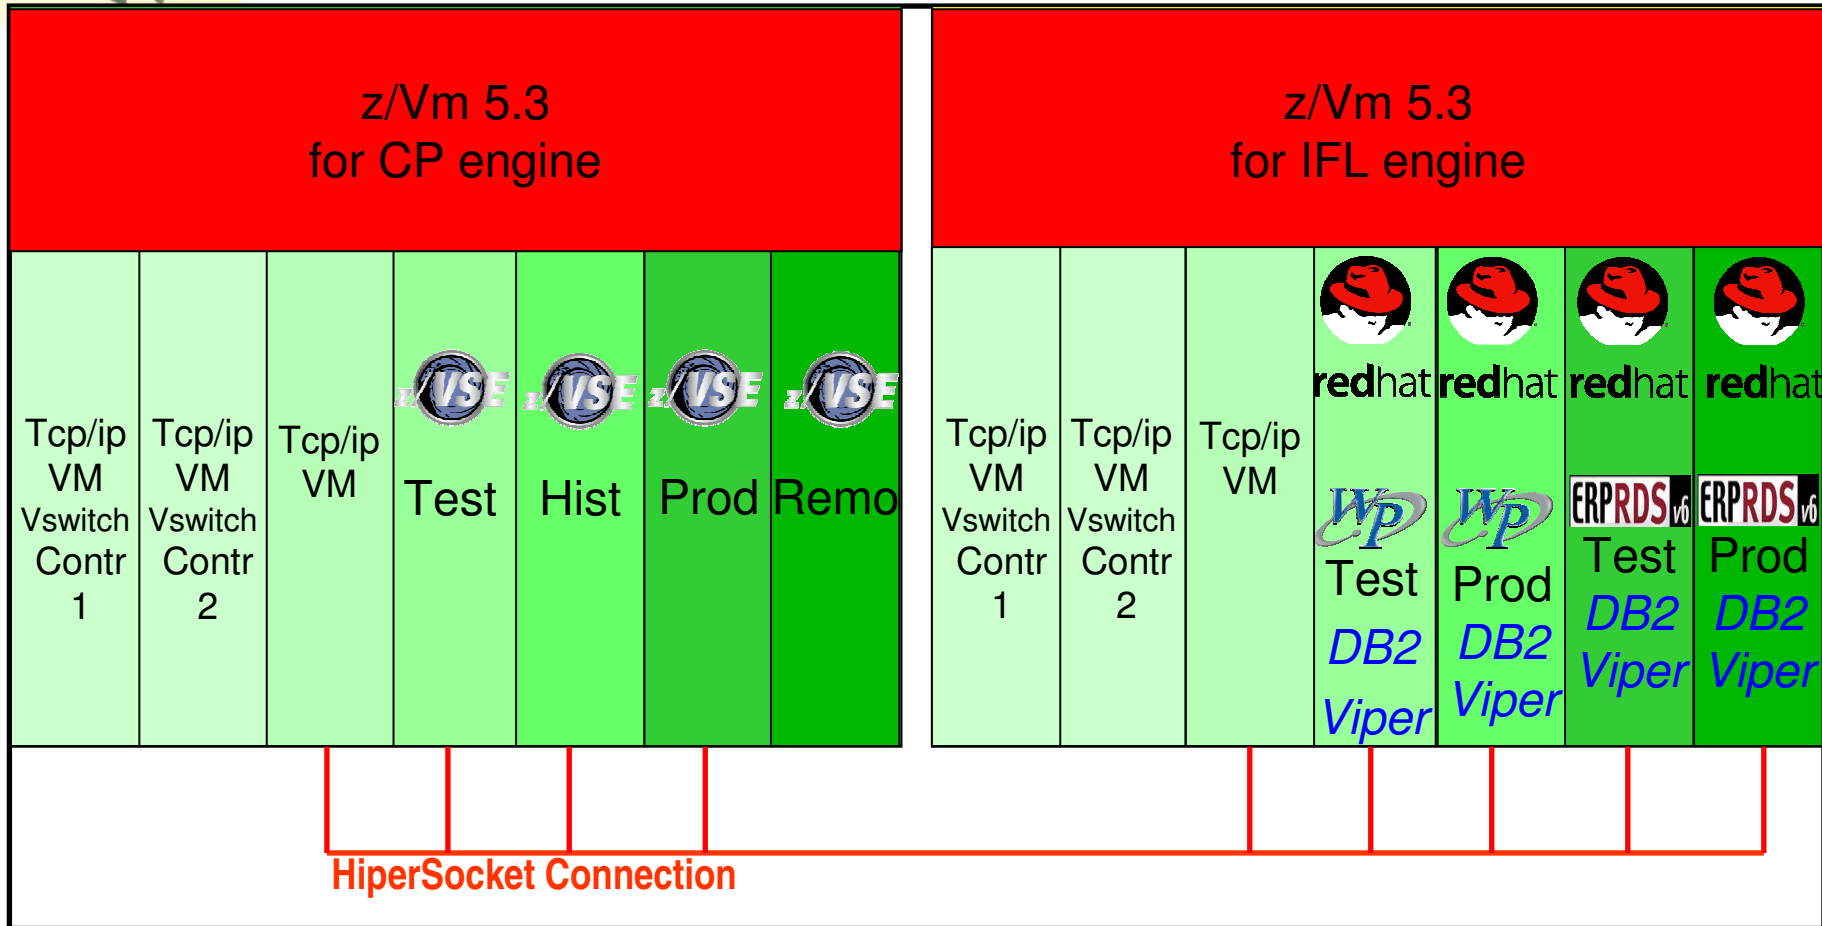 z/Vm 5.3
for CP engine
Tcp/ip
VM
Vswitch
Contr
1
Tcp/ip
VM
Vswitch
Contr
2
Tcp/ip
VM
z/VSE
Test
z/VSE
Hist
z/VSE
Prod
z/VSE
Remo
z/Vm 5.3
for IFL engine
Tcp/ip
VM
Vswitch
Contr
1
Tcp/ip
VM
Vswitch
Contr
2
Tcp/ip
VM
redhat
WP
Test
DB2
Viper
redhat
WP
Prod
DB2
Viper
redhat
ERPRDS v6
Test
DB2
Viper
redhat
ERPRDS v6
Prod
DB2
Viper
HiperSocket Connection